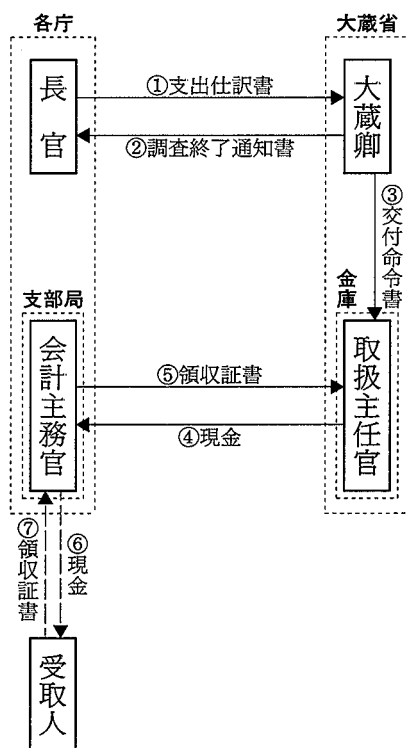 各庁
大蔵省
長官
①支出仕訳書
②調査終了通知書
大蔵卿
③交付命令書
支部局
金庫
会計主務官
⑤領収証書
④現金
取扱主任官
⑦領収証書
⑥現金
受取人